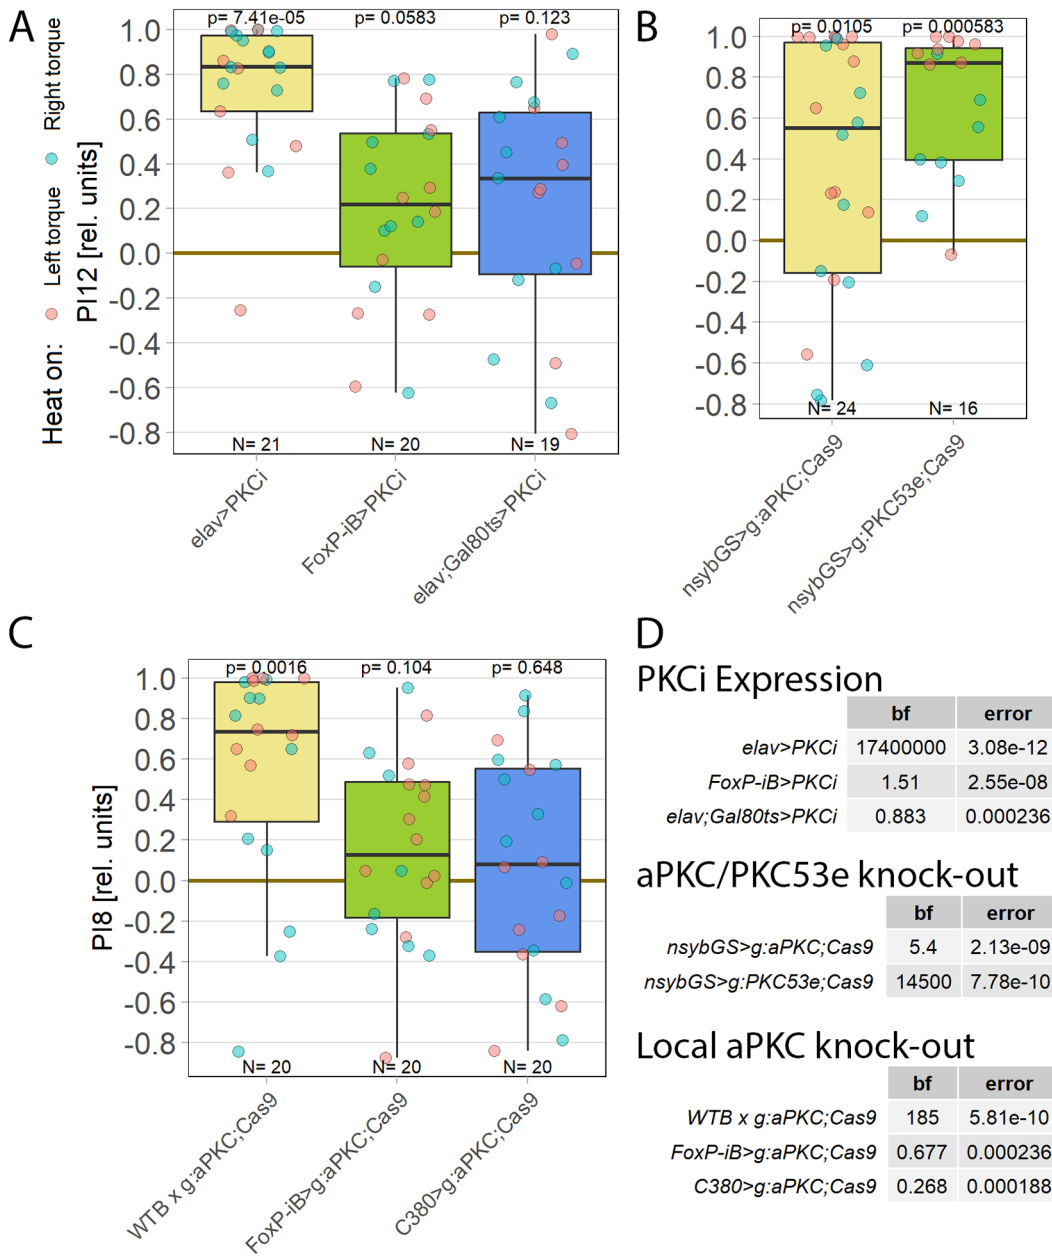 A
Heat on: Left torque Right torque
PI12 [rel. units]
p= 7.41e-05 p= 0.0583 p= 0.123
1.0
0.8
0.6
0.4
0.2
0.0
-0.2
-0.4
-0.6
-0.8
N= 21 N= 20 N= 19
elav>PKCi
FoxP-iB>PKCi
elav;Gal80ts>PKCi
B
p= 0.0105 p= 0.000583
1.0
0.8
0.6
0.4
0.2
0.0
-0.2
-0.4
-0.6
-0.8
N= 24 N= 16
nsybGS>g:aPKC;Cas9
nsybGS>g:PKC53e;Cas9
C
PI8 [rel. units]
p= 0.0016 p= 0.104 p= 0.648
1.0
0.8
0.6
0.4
0.2
0.0
-0.2
-0.4
-0.6
-0.8
N= 20 N= 20 N= 20
WTB x g:aPKC;Cas9
FoxP-iB>g:aPKC;Cas9
C380>g:aPKC;Cas9
D
PKCi Expression
bf error
elav>PKCi 17400000 3.08e-12
FoxP-iB>PKCi 1.51 2.55e-08
elav;Gal80ts>PKCi 0.883 0.000236
aPKC/PKC53e knock-out
bf error
nsybGS>g:aPKC;Cas9 5.4 2.13e-09
nsybGS>g:PKC53e;Cas9 14500 7.78e-10
Local aPKC knock-out
bf error
WTB x g:aPKC;Cas9 185 5.81e-10
FoxP-iB>g:aPKC;Cas9 0.677 0.000236
C380>g:aPKC;Cas9 0.268 0.000188